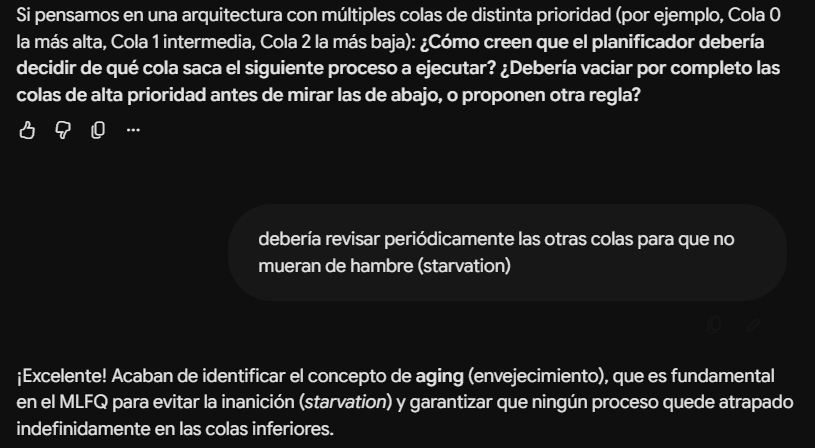 Si pensamos en una arquitectura con múltiples colas de distinta prioridad (por ejemplo, Cola 0
la más alta, Cola 1 intermedia, Cola 2 la más baja): ¿Cómo creen que el planificador debería
decidir de qué cola saca el siguiente proceso a ejecutar? ¿Debería vaciar por completo las
colas de alta prioridad antes de mirar las de abajo, o proponen otra regla?
debería revisar periódicamente las otras colas para que no
mueran de hambre (starvation)
¡Excelente! Acaban de identificar el concepto de aging (envejecimiento), que es fundamental
en el MLFQ para evitar la inanición (starvation) y garantizar que ningún proceso quede atrapado
indefinidamente en las colas inferiores.